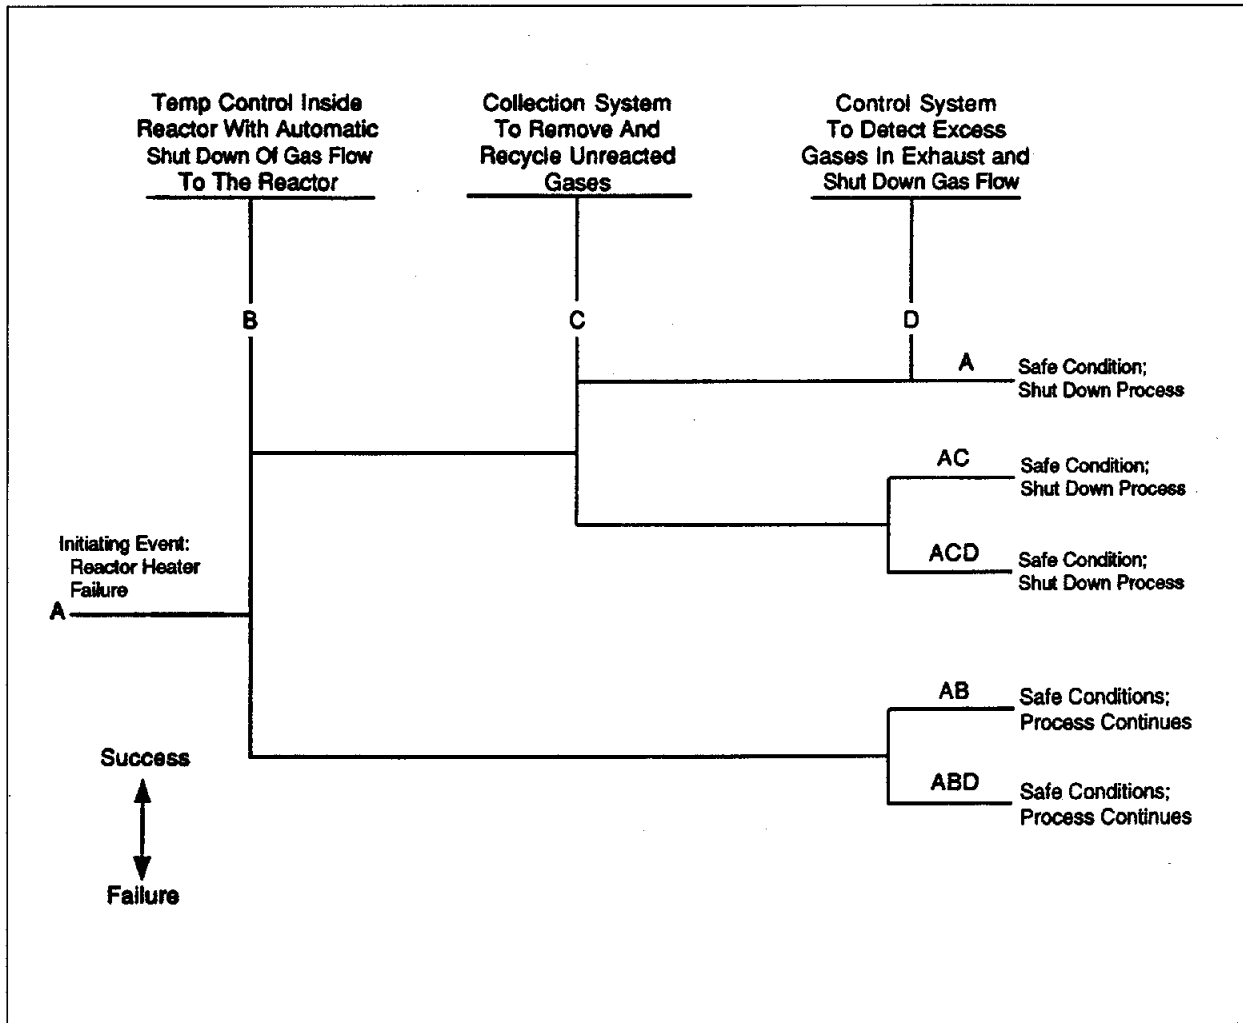 Temp Control Inside
Reactor With Automatic
Shut Down Of Gas Flow
To The Reactor
Collection System
To Remove And
Recycle Unreacted
Gases
Control System
To Detect Excess
Gases In Exhaust and
Shut Down Gas Flow
B
C
D
A
Safe Condition;
Shut Down Process
AC
Safe Condition;
Shut Down Process
Initiating Event:
Reactor Heater
Failure
A
ACD
Safe Condition;
Shut Down Process
AB
Safe Conditions;
Process Continues
ABD
Safe Conditions;
Process Continues
Success
Failure